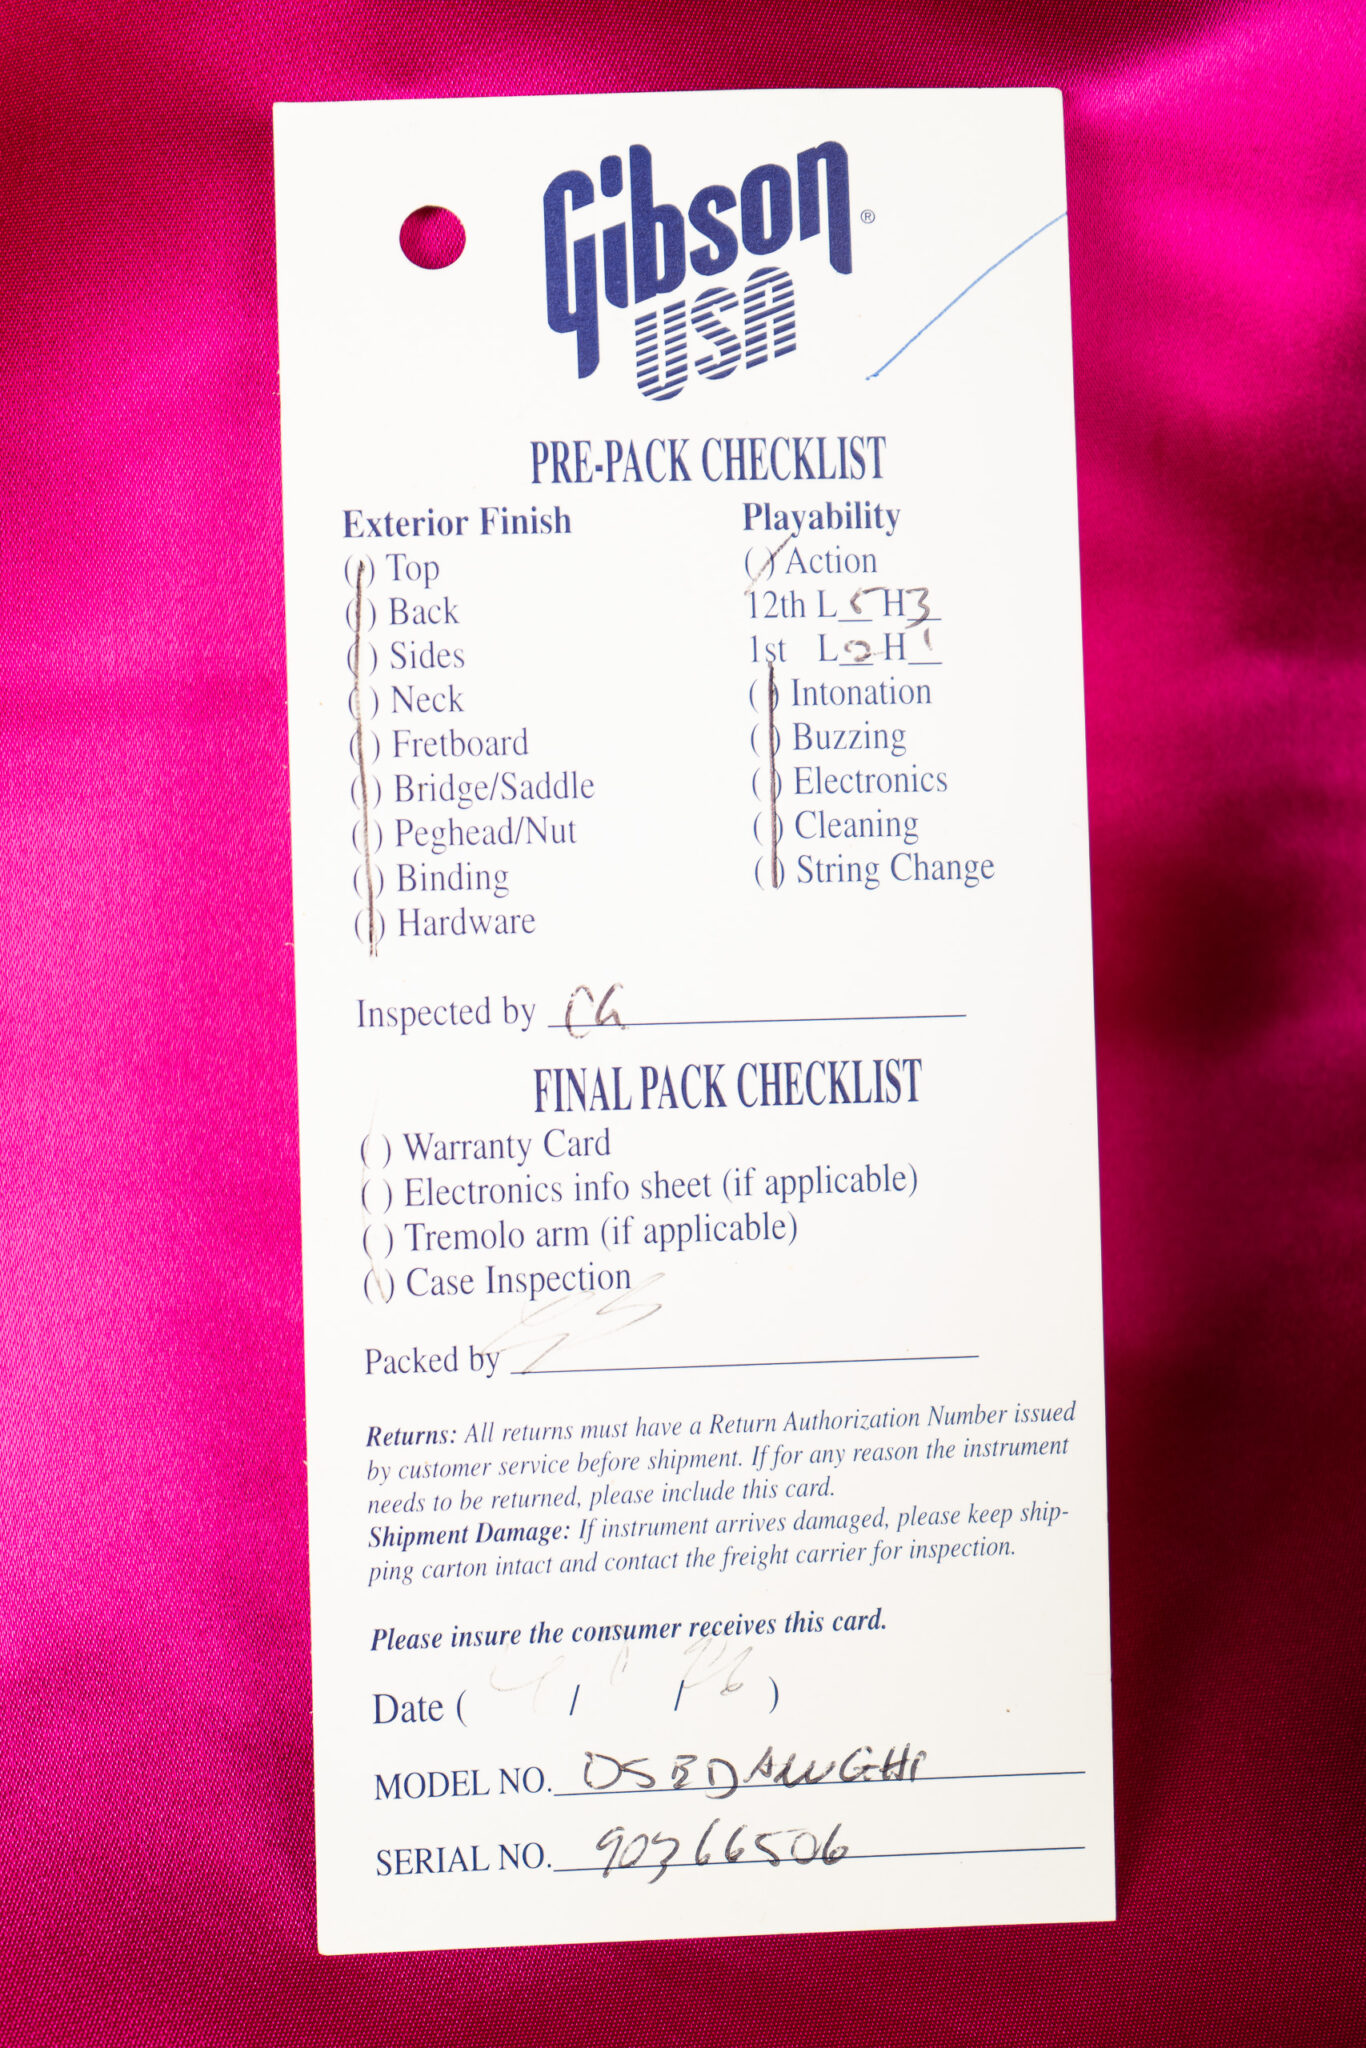 Gibson®
USA
PRE-PACK CHECKLIST
Exterior Finish
( ) Top
( ) Back
( ) Sides
( ) Neck
( ) Fretboard
( ) Bridge/Saddle
( ) Peghead/Nut
( ) Binding
( ) Hardware
Playability
( ) Action
12th L 5 H 3
1st L 2 H 1
( ) Intonation
( ) Buzzing
( ) Electronics
( ) Cleaning
( ) String Change
Inspected by CG
FINAL PACK CHECKLIST
( ) Warranty Card
( ) Electronics info sheet (if applicable)
( ) Tremolo arm (if applicable)
( ) Case Inspection
Packed by
Returns: All returns must have a Return Authorization Number issued
by customer service before shipment. If for any reason the instrument
needs to be returned, please include this card.
Shipment Damage: If instrument arrives damaged, please keep ship-
ping carton intact and contact the freight carrier for inspection.
Please insure the consumer receives this card.
Date ( / / )
MODEL NO.
SERIAL NO. 90366506